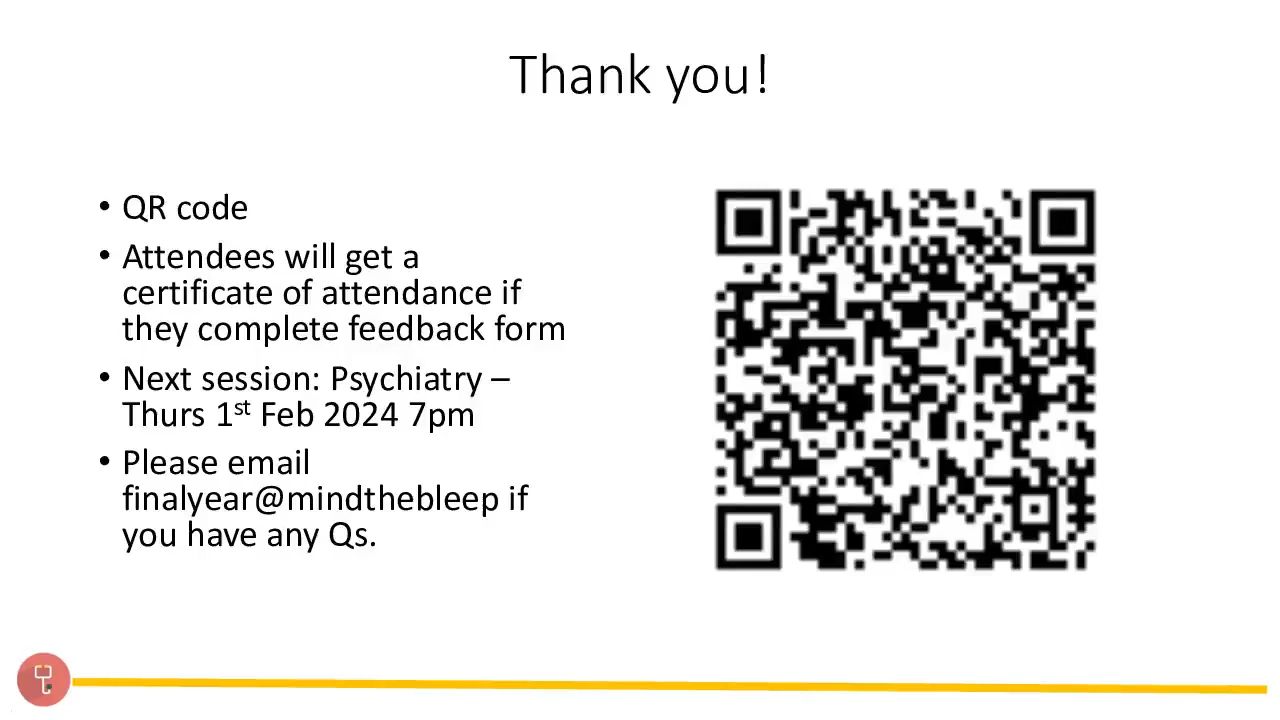 Thank you!
• QR code
• Attendees will get a
certificate of attendance if
they complete feedback form
• Next session: Psychiatry –
Thurs 1st Feb 2024 7pm
• Please email
finalyear@mindthebleep if
you have any Qs.